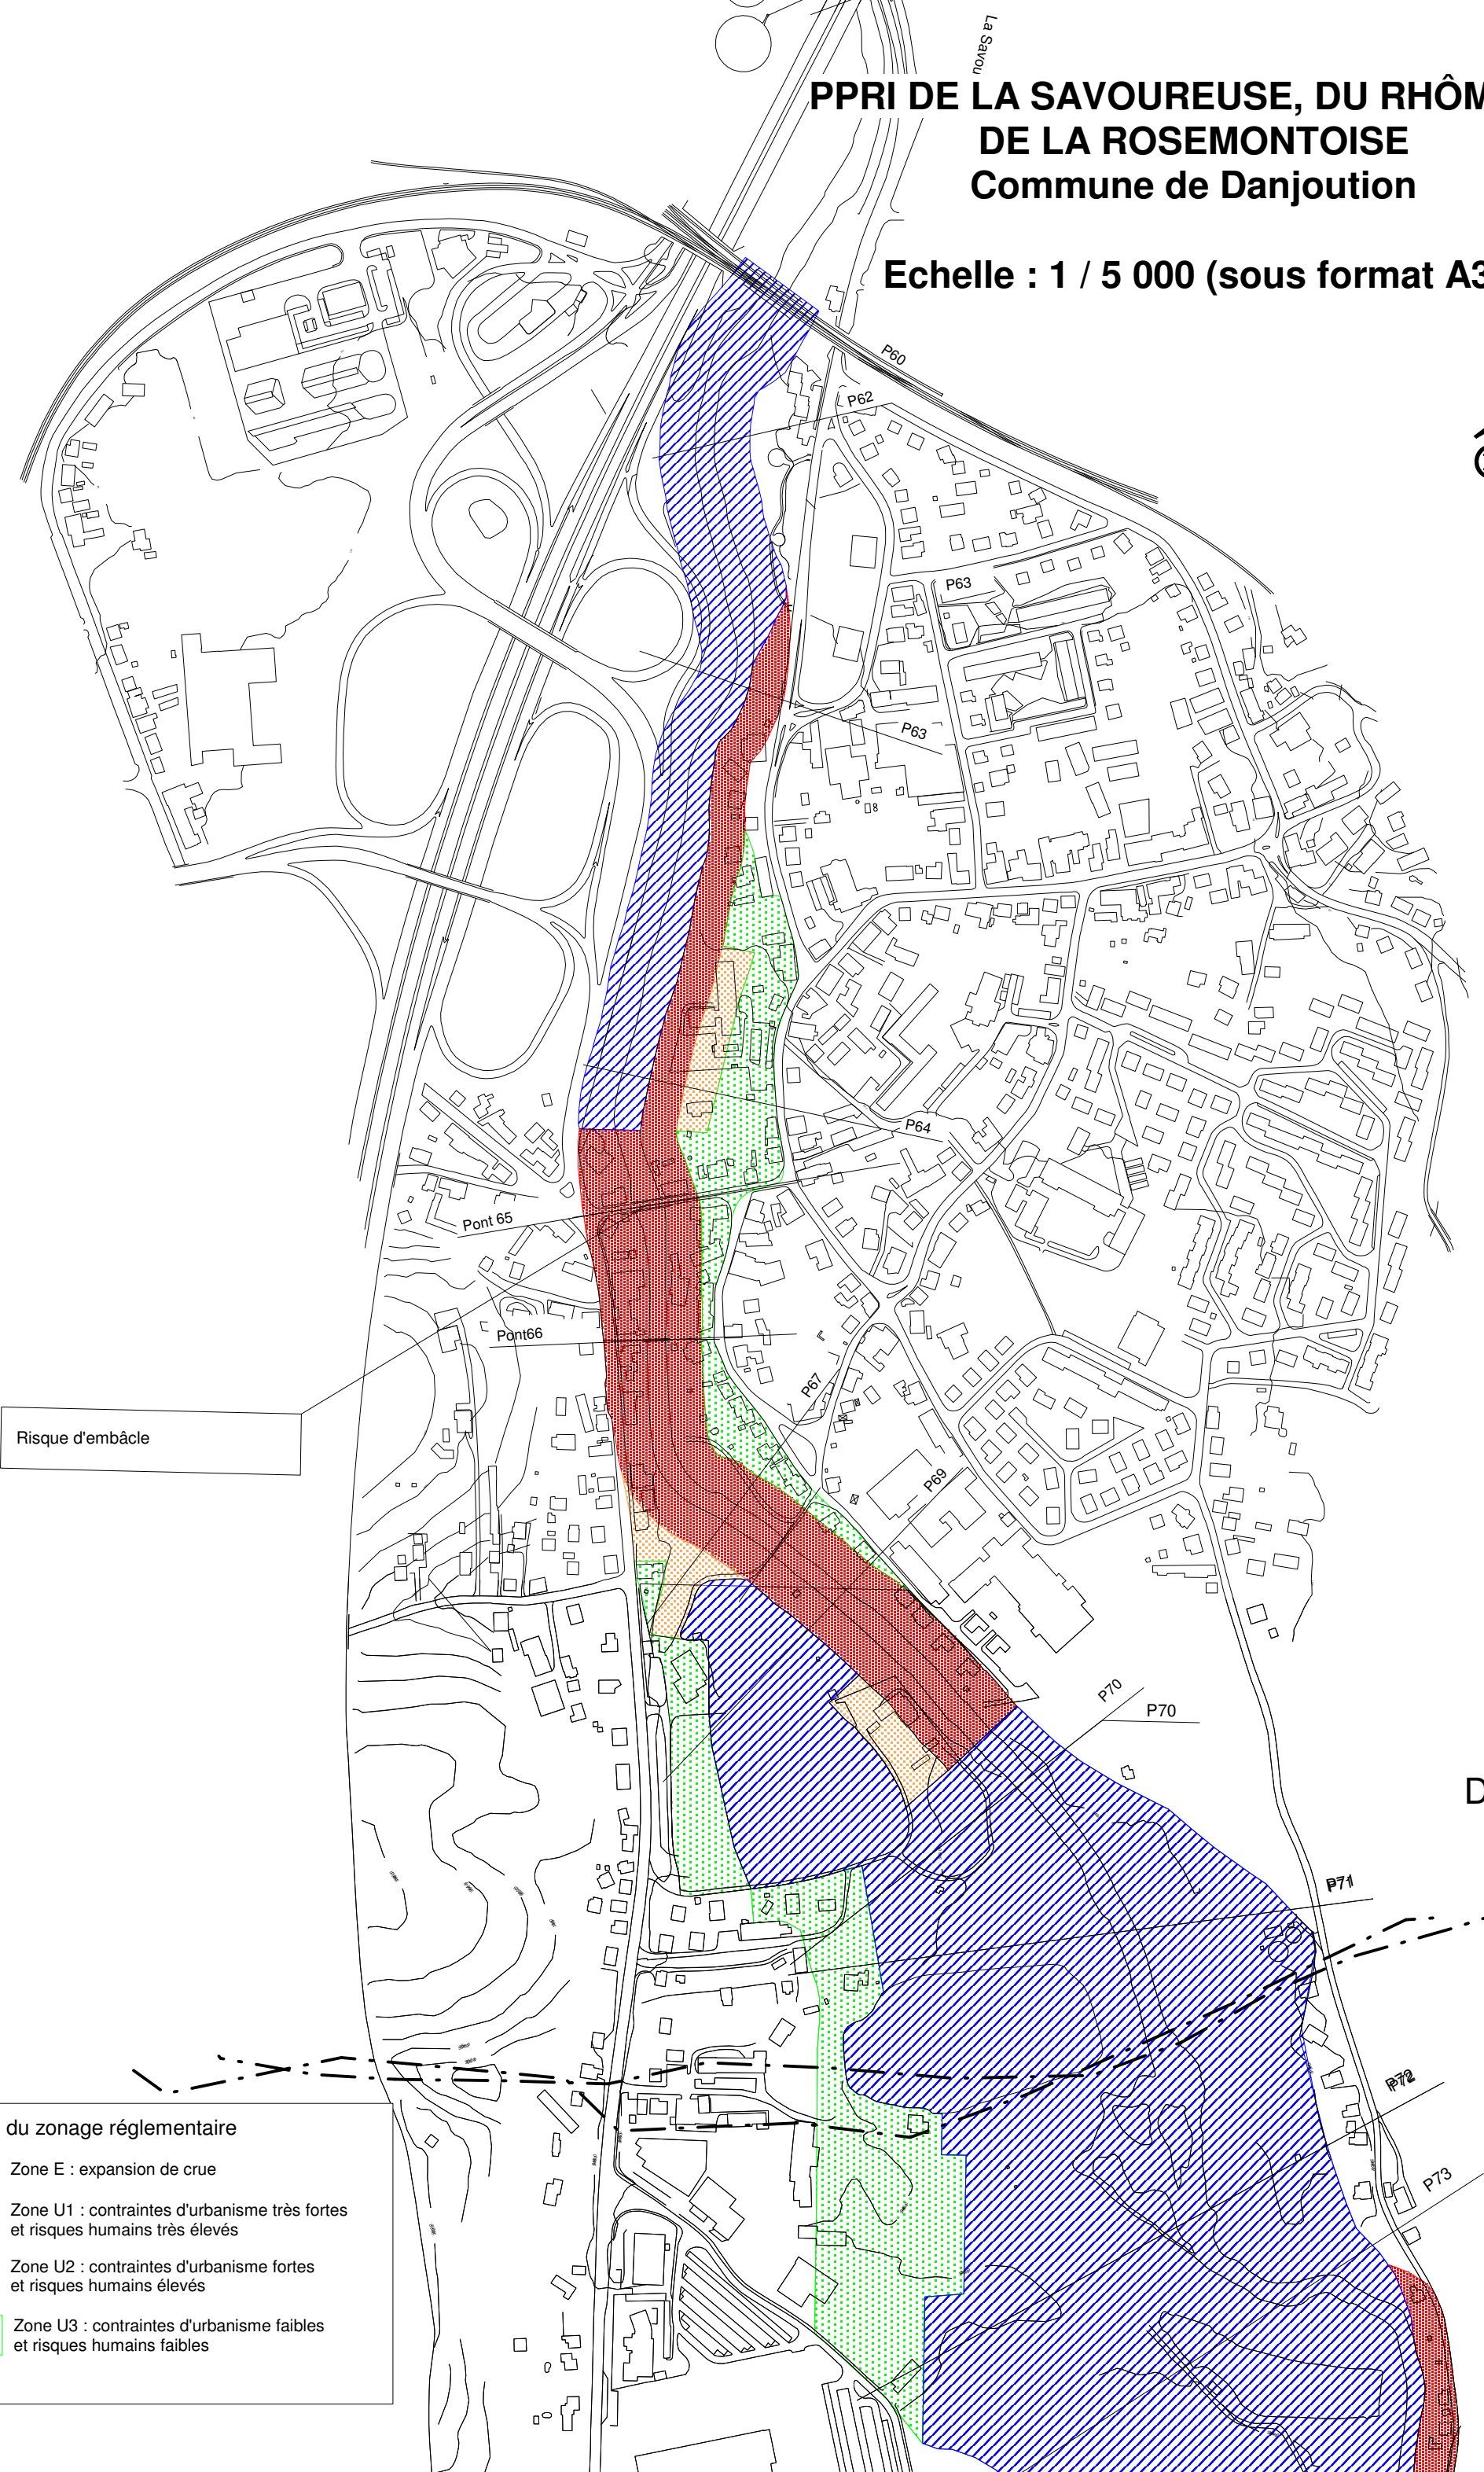 La Savou
PPRI DE LA SAVOUREUSE, DU RHÔM
DE LA ROSEMONTOISE
Commune de Danjoution
Echelle : 1 / 5 000 (sous format A3
P60
P62
P63
P63
P64
Pont 65
Pont66
P67
Risque d'embâcle
P69
P70
P70
D
P71
P72
P73
du zonage réglementaire
Zone E : expansion de crue
Zone U1 : contraintes d'urbanisme très fortes
et risques humains très élevés
Zone U2 : contraintes d'urbanisme fortes
et risques humains élevés
Zone U3 : contraintes d'urbanisme faibles
et risques humains faibles